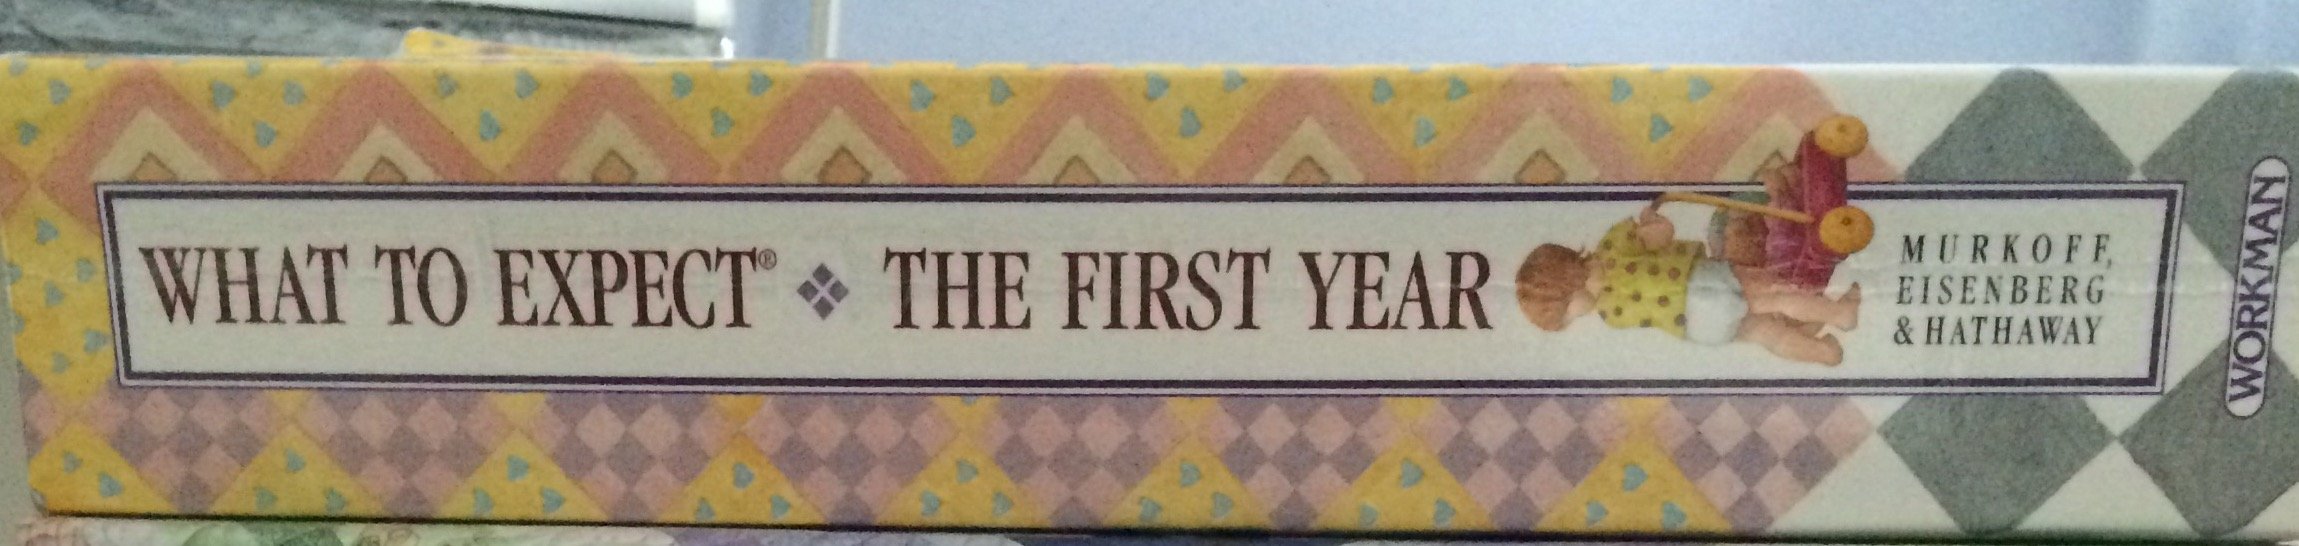 WHAT TO EXPECT® ❖ THE FIRST YEAR
MURKOFF,
EISENBERG
& HATHAWAY
WORKMAN